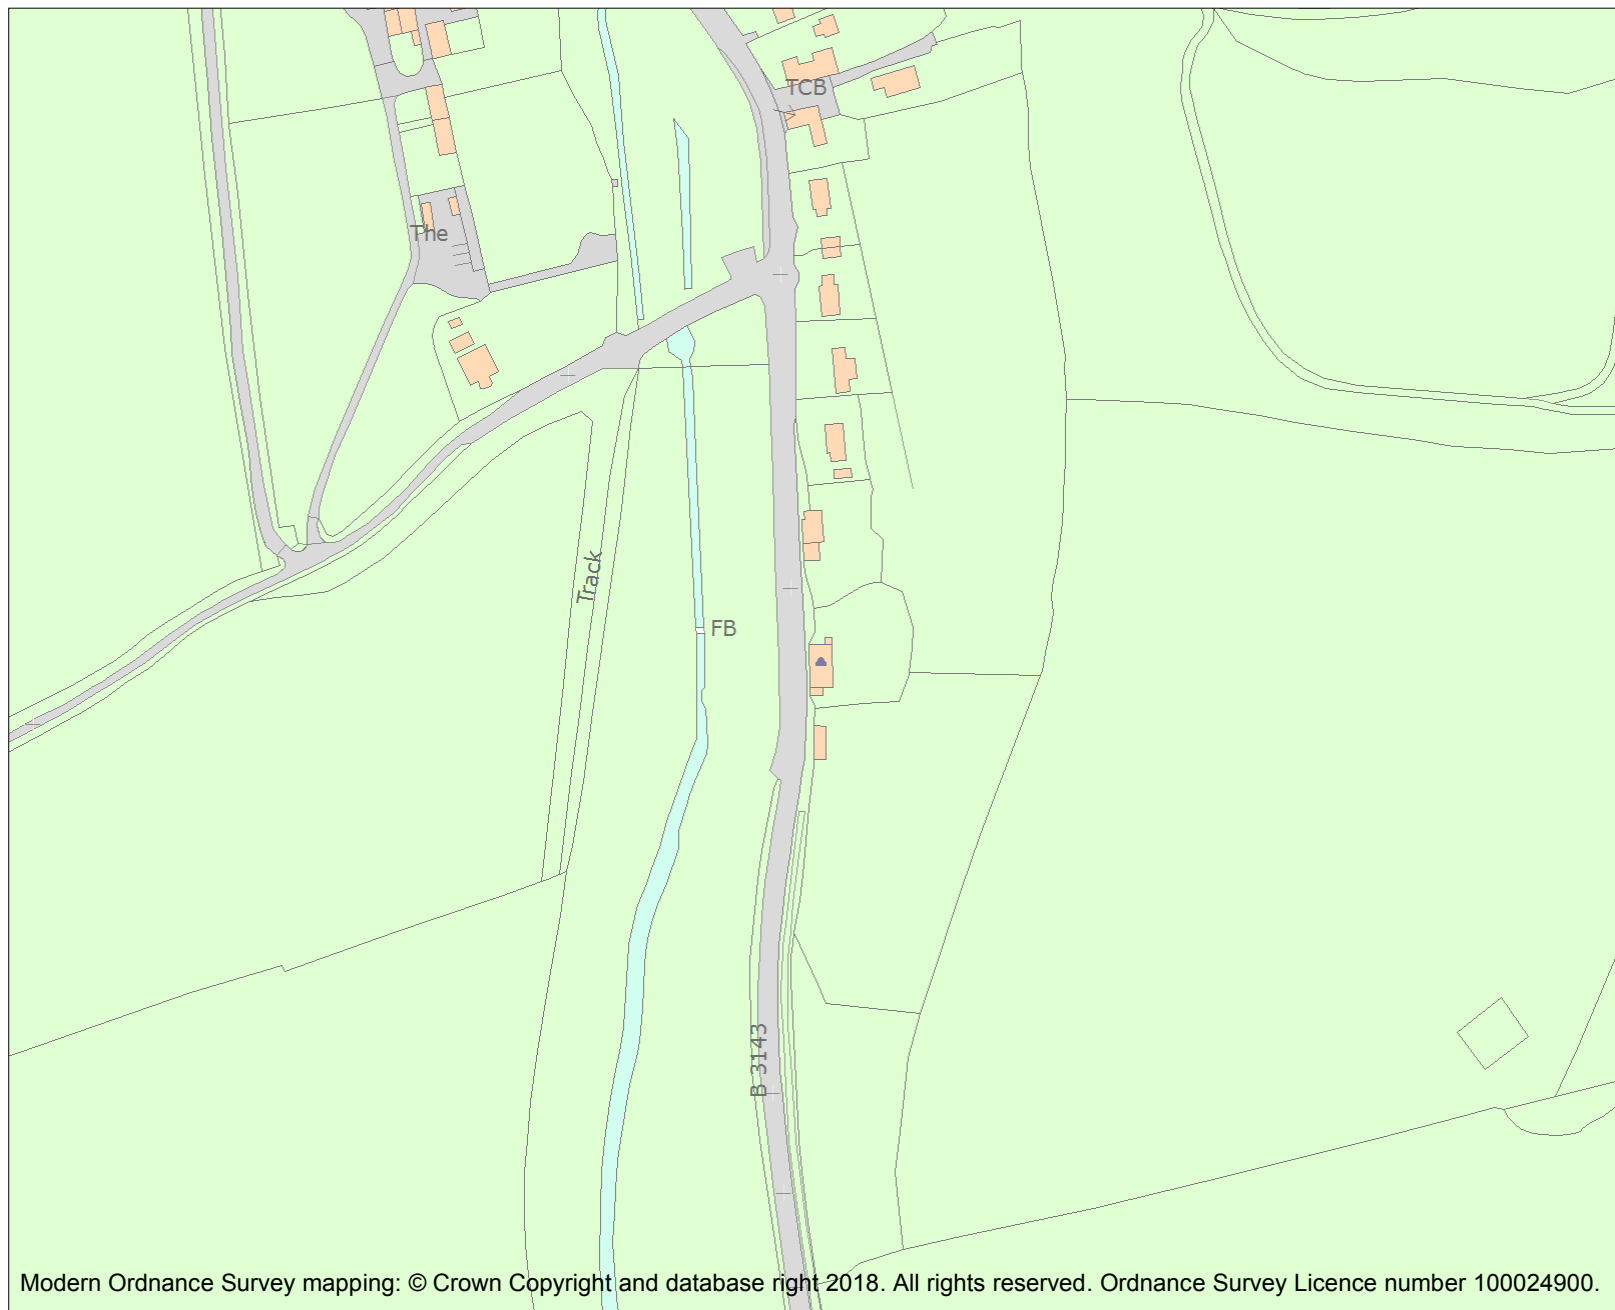 TCB
The
Track
FB
B 3143
Modern Ordnance Survey mapping: © Crown Copyright and database right 2018. All rights reserved. Ordnance Survey Licence number 100024900.